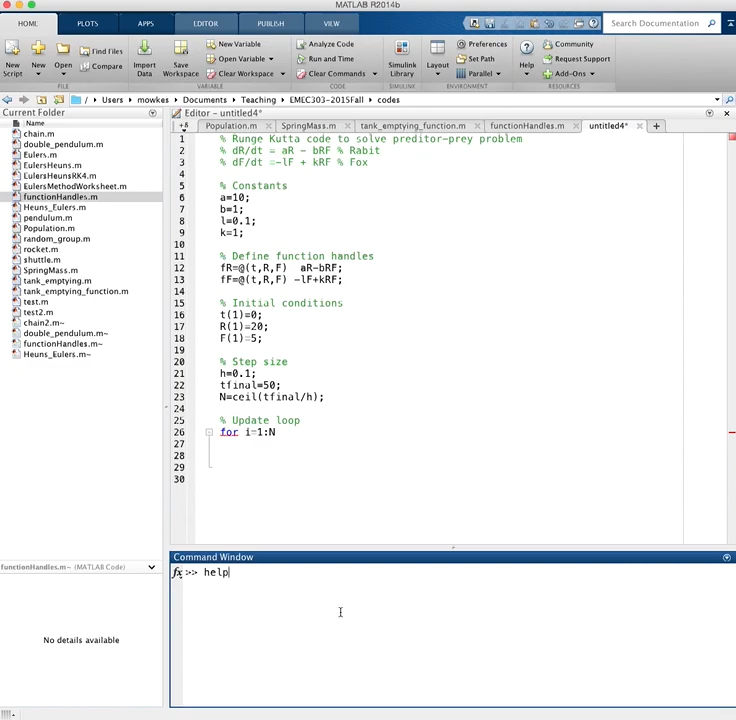 MATLAB R2014b
HOME PLOTS APPS EDITOR PUBLISH VIEW Search Documentation
New Script New Open Find Files Compare Import Data Save Workspace New Variable Open Variable Clear Workspace Analyze Code Run and Time Clear Commands Simulink Library Layout Preferences Set Path Parallel Help Community Request Support Add-Ons
FILE VARIABLE CODE SIMULINK ENVIRONMENT RESOURCES
/ Users mowkes Documents Teaching EMEC303-2015Fall codes
Current Folder
Name
chain.m
double_pendulum.m
Eulers.m
EulersHeuns.m
EulersHeunsRK4.m
EulersMethodWorksheet.m
functionHandles.m
Heuns_Eulers.m
pendulum.m
Population.m
random_group.m
rocket.m
shuttle.m
SpringMass.m
tank_emptying.m
tank_emptying_function.m
test.m
test2.m
chain2.m~
double_pendulum.m~
functionHandles.m~
Heuns_Eulers.m~
functionHandles.m~ (MATLAB Code)
No details available
Editor - untitled4*
Population.m SpringMass.m tank_emptying_function.m functionHandles.m untitled4*
1 % Runge Kutta code to solve preditor-prey problem
2 % dR/dt = aR - bRF % Rabit
3 % dF/dt =-lF + kRF % Fox
4
5 % Constants
6 a=10;
7 b=1;
8 l=0.1;
9 k=1;
10
11 % Define function handles
12 fR=@(t,R,F) aR-bRF;
13 fF=@(t,R,F) -lF+kRF;
14
15 % Initial conditions
16 t(1)=0;
17 R(1)=20;
18 F(1)=5;
19
20 % Step size
21 h=0.1;
22 tfinal=50;
23 N=ceil(tfinal/h);
24
25 % Update loop
26 for i=1:N
27
28
29
30
Command Window
fx >> help